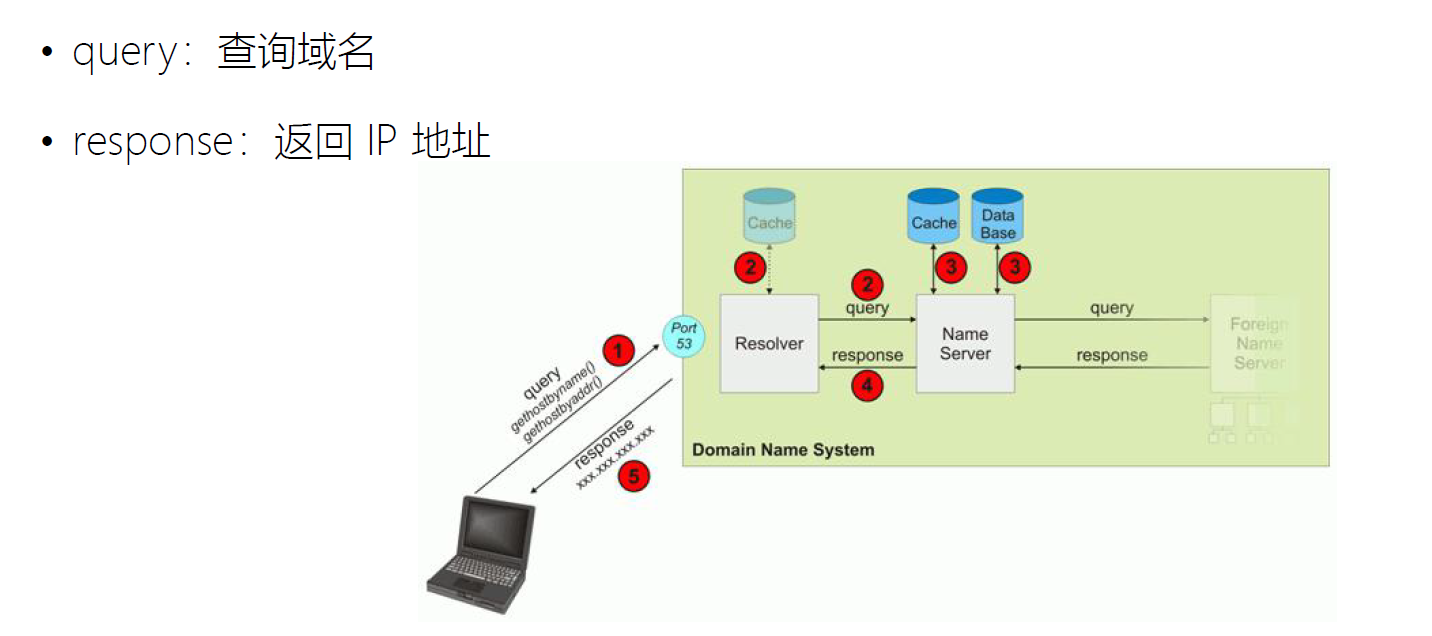 • query：查询域名
• response：返回 IP 地址
Cache
Cache
Data
Base
2
3
3
2
query
query
Port
53
Resolver
Name
Server
Foreign
Name
Server
1
query
gethostbyname()
gethostbyaddr()
response
response
4
response
xxx.xxx.xxx.xxx
5
Domain Name System